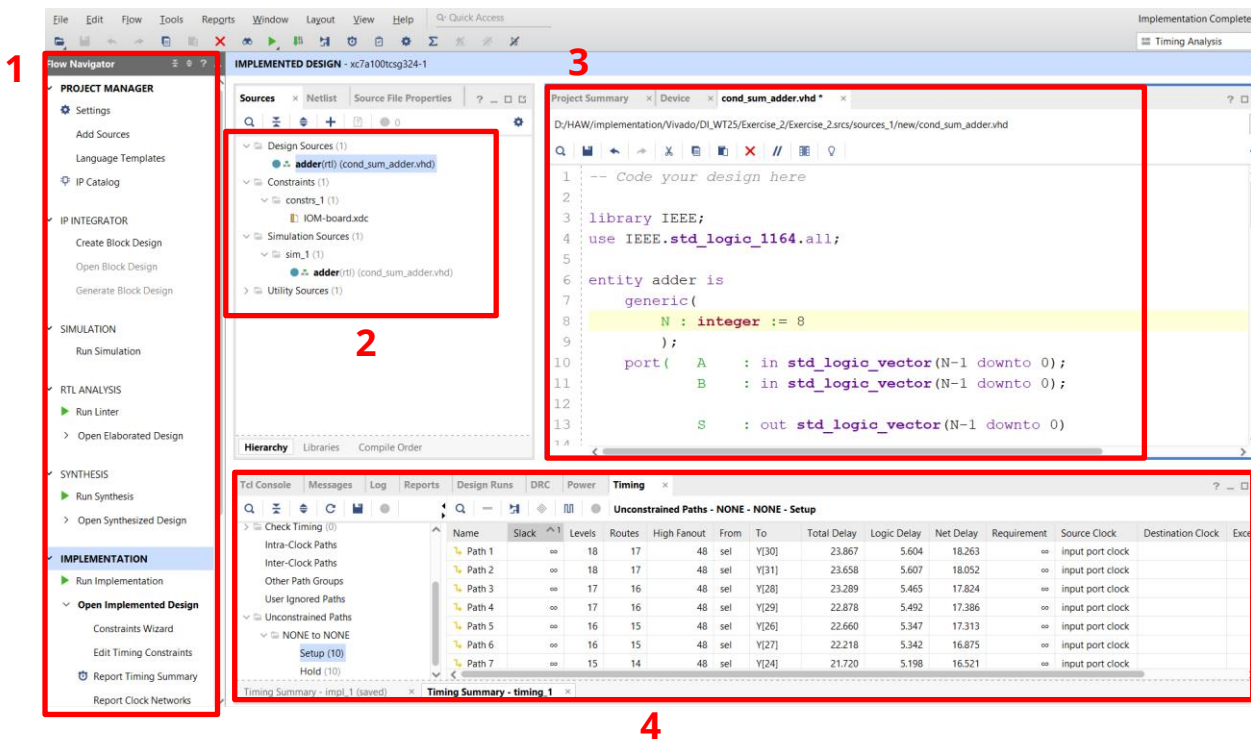 File Edit Flow Tools Reports Window Layout View Help Quick Access
Implementation Complete
Timing Analysis
1
Flow Navigator ?
PROJECT MANAGER
Settings
Add Sources
Language Templates
IP Catalog
IP INTEGRATOR
Create Block Design
Open Block Design
Generate Block Design
SIMULATION
Run Simulation
RTL ANALYSIS
Run Linter
Open Elaborated Design
SYNTHESIS
Run Synthesis
Open Synthesized Design
IMPLEMENTATION
Run Implementation
Open Implemented Design
Constraints Wizard
Edit Timing Constraints
Report Timing Summary
Report Clock Networks
IMPLEMENTED DESIGN - xc7a100tcsg324-1
Sources Netlist Source File Properties ?
0
Design Sources (1)
adder(rtl) (cond_sum_adder.vhd)
Constraints (1)
constrs_1 (1)
IOM-board.xdc
Simulation Sources (1)
sim_1 (1)
adder(rtl) (cond_sum_adder.vhd)
Utility Sources (1)
2
Hierarchy Libraries Compile Order
3
Project Summary Device cond_sum_adder.vhd * ?
D:/HAW/implementation/Vivado/DI_WT25/Exercise_2/Exercise_2.srcs/sources_1/new/cond_sum_adder.vhd
1 -- Code your design here
2
3 library IEEE;
4 use IEEE.std_logic_1164.all;
5
6 entity adder is
7 generic(
8 N : integer := 8
9 );
10 port( A : in std_logic_vector(N-1 downto 0);
11 B : in std_logic_vector(N-1 downto 0);
12
13 S : out std_logic_vector(N-1 downto 0)
14
Tcl Console Messages Log Reports Design Runs DRC Power Timing ?
Unconstrained Paths - NONE - NONE - Setup
Check Timing (0)
Intra-Clock Paths
Inter-Clock Paths
Other Path Groups
User Ignored Paths
Unconstrained Paths
NONE to NONE
Setup (10)
Hold (10)
Name Slack 1 Levels Routes High Fanout From To Total Delay Logic Delay Net Delay Requirement Source Clock Destination Clock Exce
Path 1 ∞ 18 17 48 sel Y[30] 23.867 5.604 18.263 ∞ input port clock
Path 2 ∞ 18 17 48 sel Y[31] 23.658 5.607 18.052 ∞ input port clock
Path 3 ∞ 17 16 48 sel Y[28] 23.289 5.465 17.824 ∞ input port clock
Path 4 ∞ 17 16 48 sel Y[29] 22.878 5.492 17.386 ∞ input port clock
Path 5 ∞ 16 15 48 sel Y[26] 22.660 5.347 17.313 ∞ input port clock
Path 6 ∞ 16 15 48 sel Y[27] 22.218 5.342 16.875 ∞ input port clock
Path 7 ∞ 15 14 48 sel Y[24] 21.720 5.198 16.521 ∞ input port clock
Timing Summary - impl_1 (saved) Timing Summary - timing_1
4